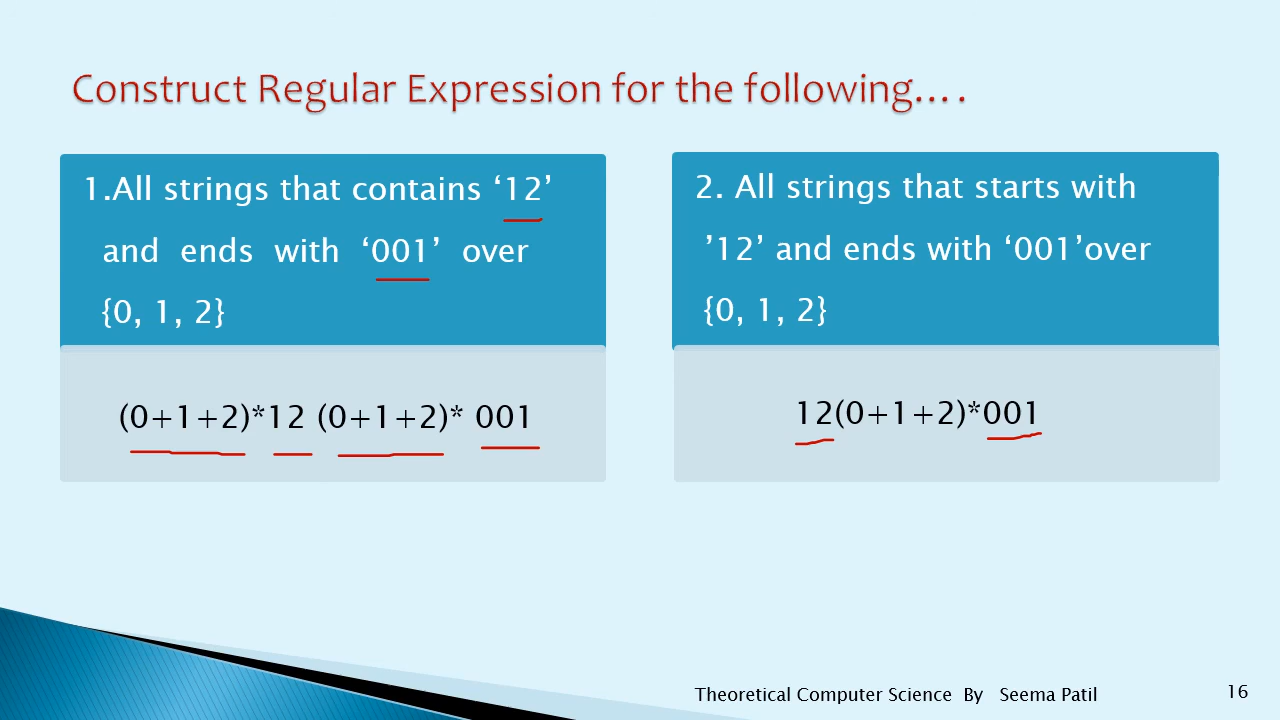 Construct Regular Expression for the following....
1.All strings that contains ‘12’
and ends with ‘001’ over
{0, 1, 2}
(0+1+2)*12 (0+1+2)* 001
2. All strings that starts with
’12’ and ends with ‘001’over
{0, 1, 2}
12(0+1+2)*001
Theoretical Computer Science By Seema Patil
16